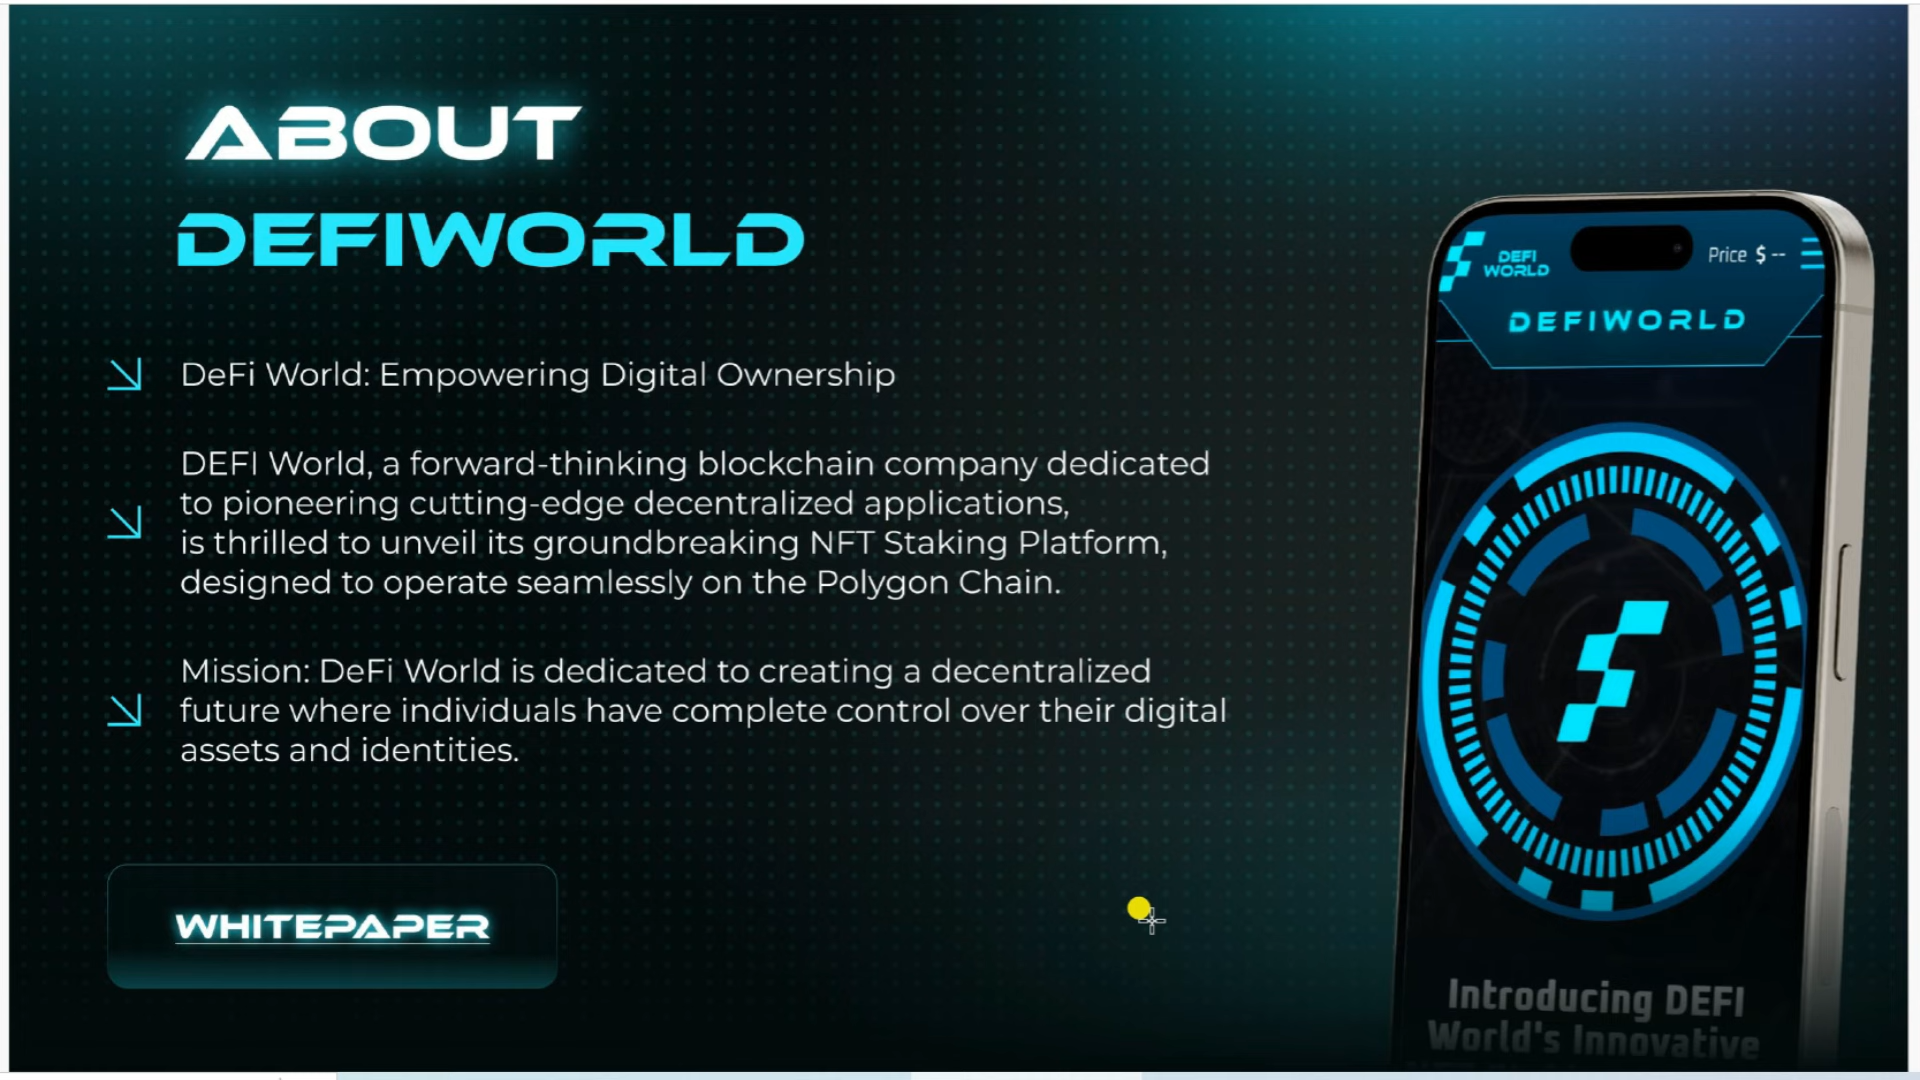 ABOUT
DEFIWORLD
DeFi World: Empowering Digital Ownership
DEFI World, a forward-thinking blockchain company dedicated
to pioneering cutting-edge decentralized applications,
is thrilled to unveil its groundbreaking NFT Staking Platform,
designed to operate seamlessly on the Polygon Chain.
Mission: DeFi World is dedicated to creating a decentralized
future where individuals have complete control over their digital
assets and identities.
WHITEPAPER
DEFI
WORLD
Price $ --
DEFIWORLD
Introducing DEFI
World's Innovative